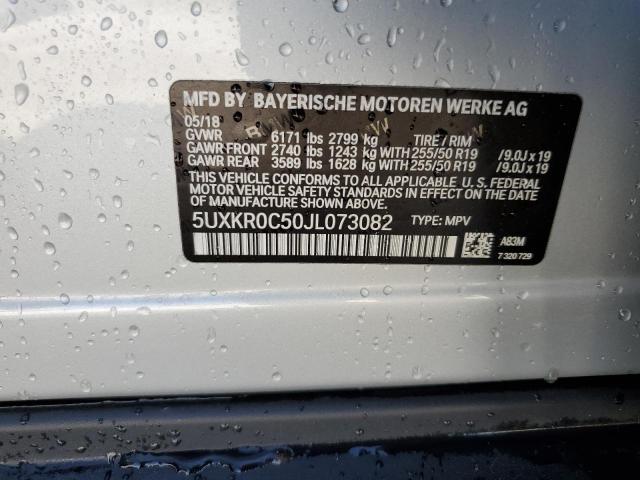 MFD BY BAYERISCHE MOTOREN WERKE AG
05/18
GVWR 6171 lbs 2799 kg TIRE / RIM
GAWR FRONT 2740 lbs 1243 kg WITH 255/50 R19 /9.0J x 19
GAWR REAR 3589 lbs 1628 kg WITH 255/50 R19 /9.0J x 19
THIS VEHICLE CONFORMS TO ALL APPLICABLE U. S. FEDERAL
MOTOR VEHICLE SAFETY STANDARDS IN EFFECT ON THE DATE
OF MANUFACTURE SHOWN ABOVE.
5UXKR0C50JL073082 TYPE: MPV
A83M
7 320 729